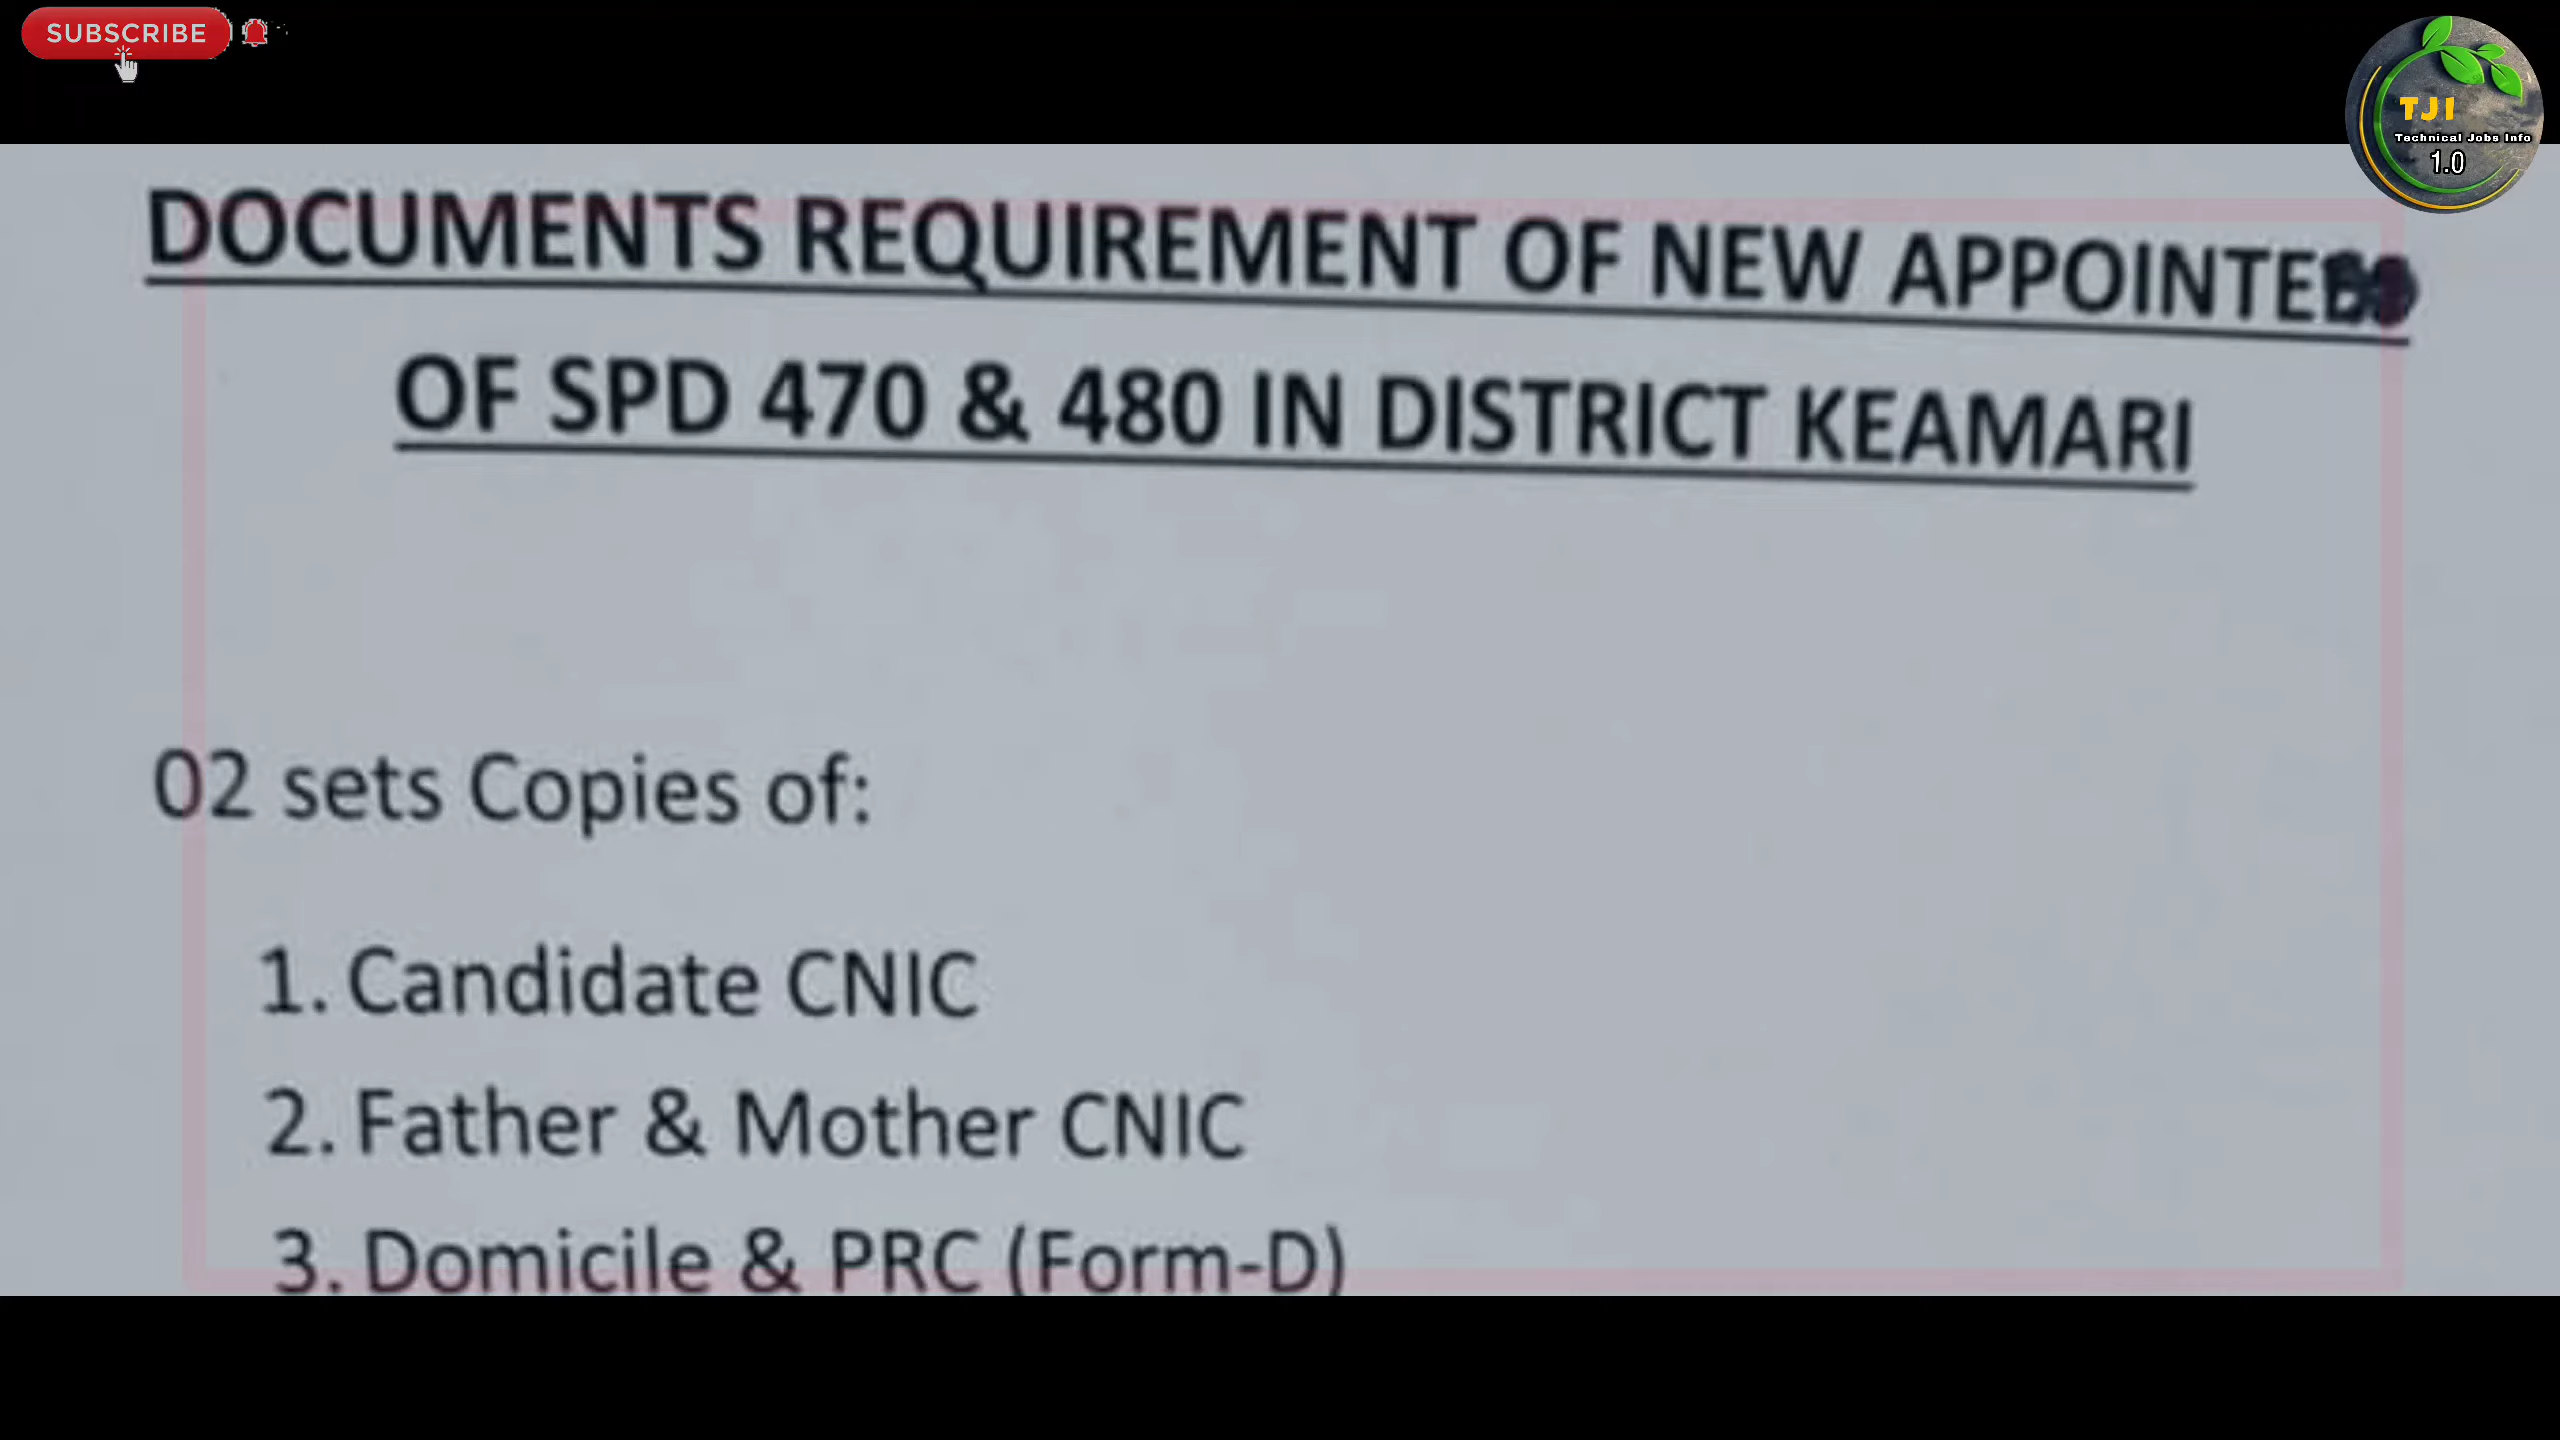 SUBSCRIBE
TJI
Technical Jobs Info
1.0
DOCUMENTS REQUIREMENT OF NEW
OF SPD 470 & 480 IN DISTRICT KEAMARI
02 sets Copies of:
1. Candidate CNIC
2. Father & Mother CNIC
3. Domicile & PRC (Form-D)